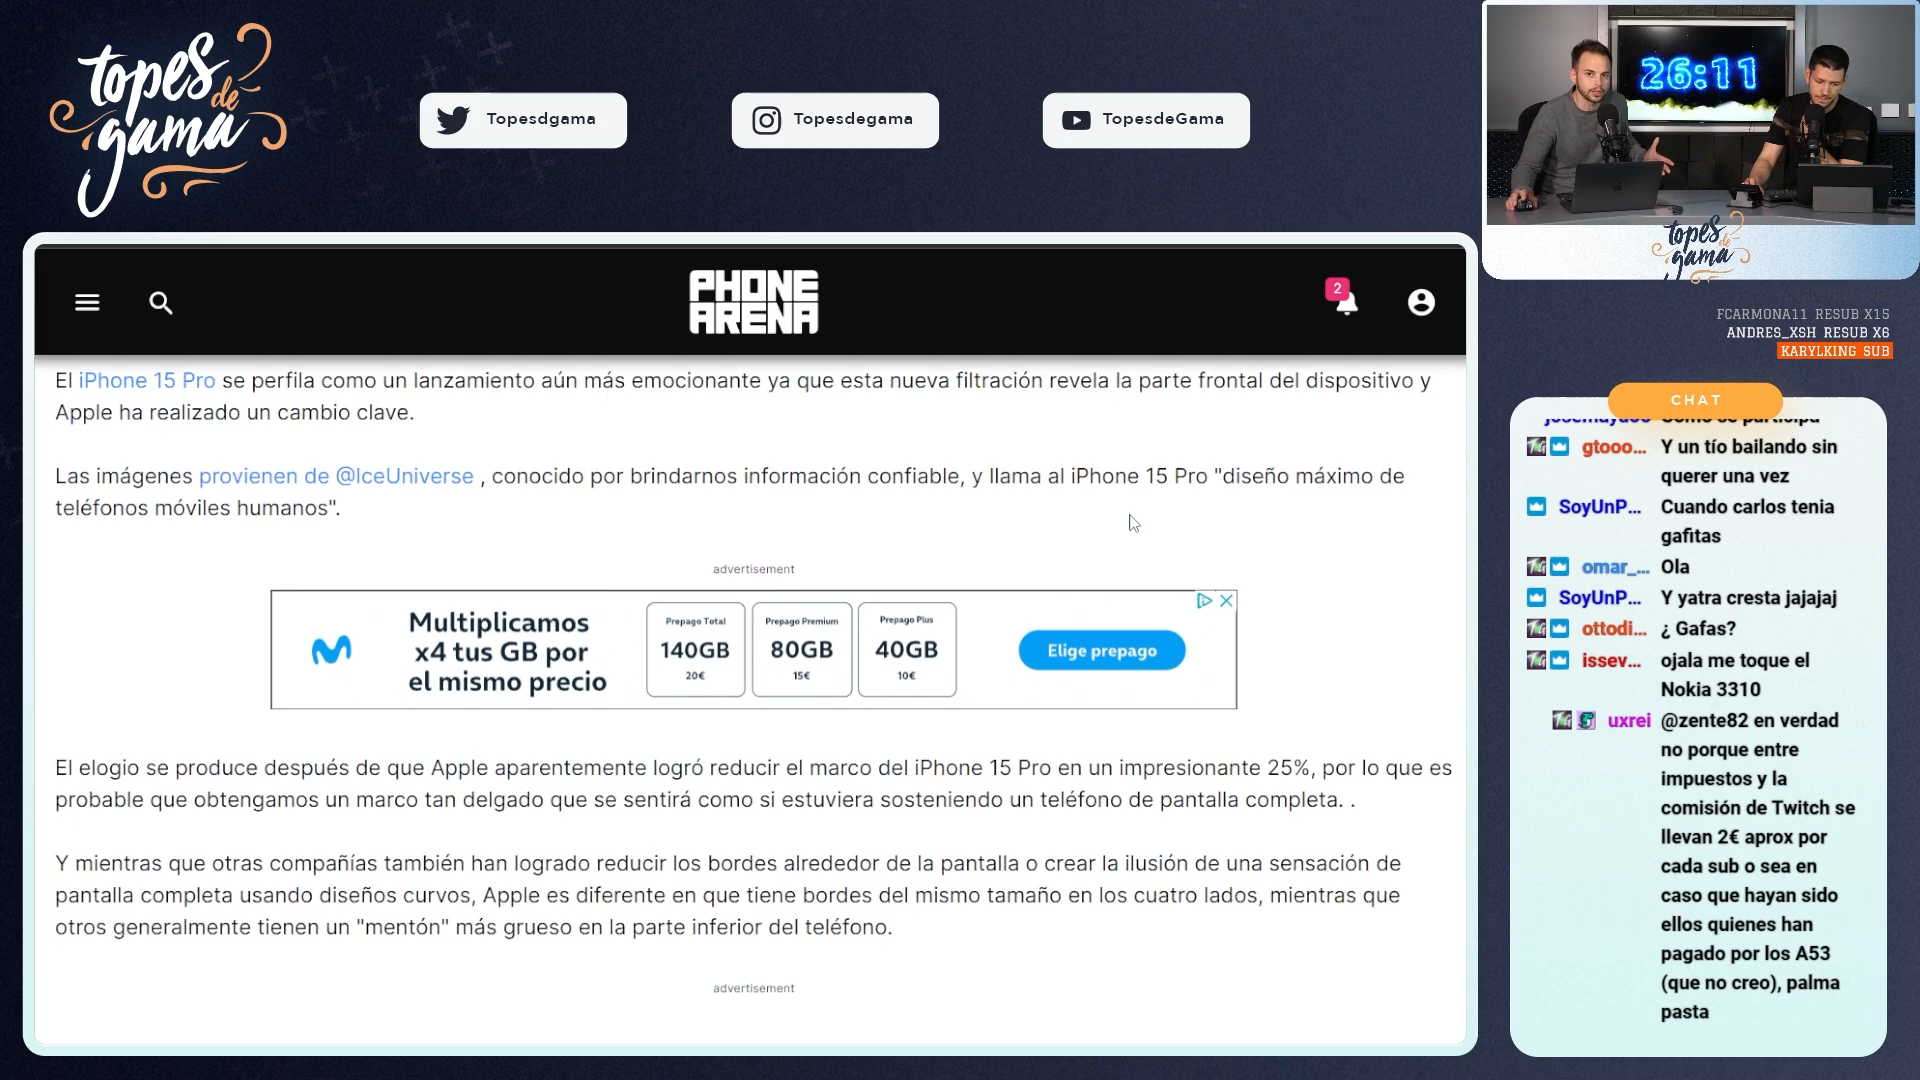 topes de gama
Topesdgama
Topesdegama
TopesdeGama
26:11
topes de gama
FCARMONA11 RESUB X15
ANDRES_XSH RESUB X6
KARYLKING SUB
PHONE
ARENA
2
El iPhone 15 Pro se perfila como un lanzamiento aún más emocionante ya que esta nueva filtración revela la parte frontal del dispositivo y
Apple ha realizado un cambio clave.
Las imágenes provienen de @IceUniverse , conocido por brindarnos información confiable, y llama al iPhone 15 Pro "diseño máximo de
teléfonos móviles humanos".
advertisement
Multiplicamos
x4 tus GB por
el mismo precio
Prepago Total
140GB
20€
Prepago Premium
80GB
15€
Prepago Plus
40GB
10€
Elige prepago
El elogio se produce después de que Apple aparentemente logró reducir el marco del iPhone 15 Pro en un impresionante 25%, por lo que es
probable que obtengamos un marco tan delgado que se sentirá como si estuviera sosteniendo un teléfono de pantalla completa. .
Y mientras que otras compañías también han logrado reducir los bordes alrededor de la pantalla o crear la ilusión de una sensación de
pantalla completa usando diseños curvos, Apple es diferente en que tiene bordes del mismo tamaño en los cuatro lados, mientras que
otros generalmente tienen un "mentón" más grueso en la parte inferior del teléfono.
advertisement
CHAT
gtooo... Y un tío bailando sin
querer una vez
SoyUnP... Cuando carlos tenia
gafitas
omar_... Ola
SoyUnP... Y yatra cresta jajajaj
ottodi... ¿ Gafas?
issev... ojala me toque el
Nokia 3310
uxrei @zente82 en verdad
no porque entre
impuestos y la
comisión de Twitch se
llevan 2€ aprox por
cada sub o sea en
caso que hayan sido
ellos quienes han
pagado por los A53
(que no creo), palma
pasta